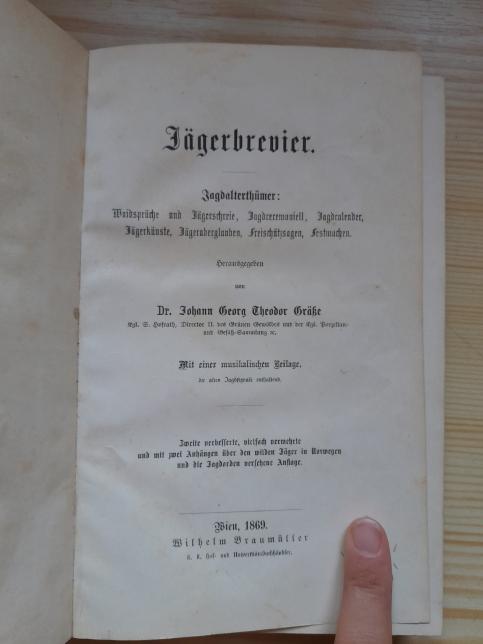 Jägerbrevier.
Jagdalterthümer:
Waidsprüche und Jägerschreie, Jagdceremoniell, Jagdcalender,
Jägerkünste, Jägeraberglauben, Freischützsagen, Festmachen.
Herausgegeben
von
Dr. Johann Georg Theodor Gräße
Kgl. S. Hofrath, Director II. des Grünen Gewölbes und der Kgl. Porzellan-
und Gefäß-Sammlung ꝛc.
Mit einer musikalischen Beilage,
die alten Jagdsignale enthaltend.
Zweite verbesserte, vielfach vermehrte
und mit zwei Anhängen über den wilden Jäger in Norwegen
und die Jagdorden versehene Auflage.
Wien, 1869.
Wilhelm Braumüller
k. k. Hof- und Universitätsbuchhändler.